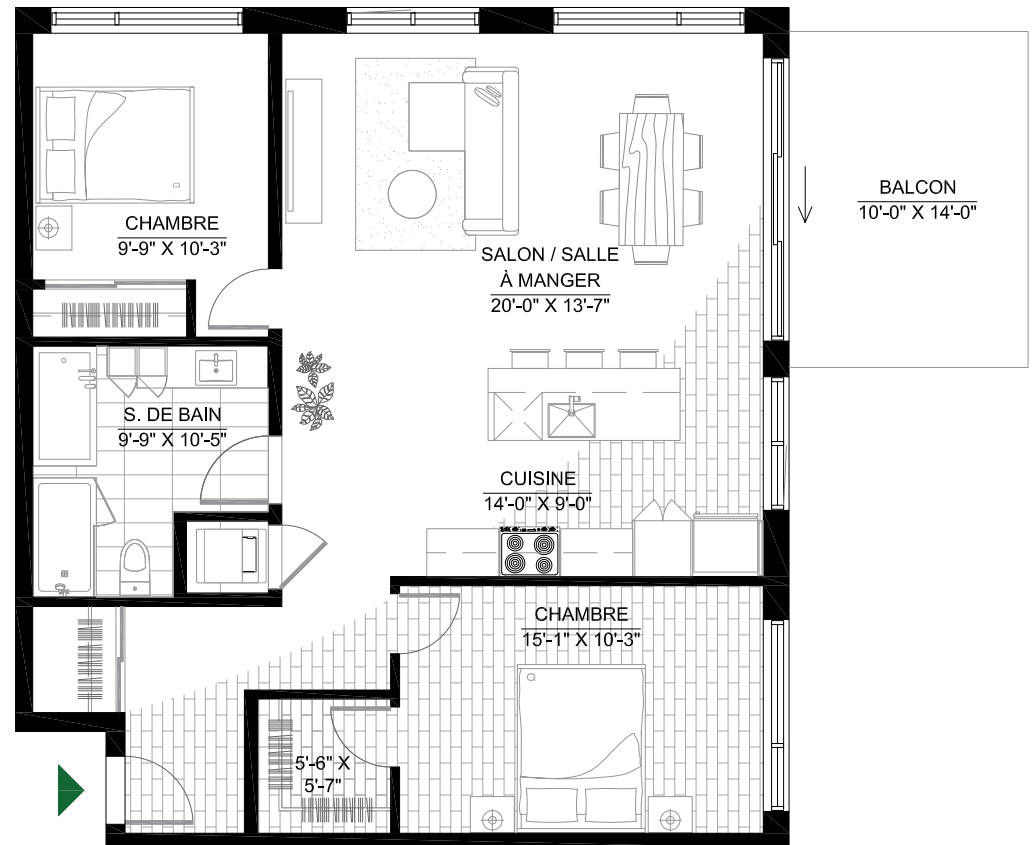 CHAMBRE
9'-9" X 10'-3"
SALON / SALLE
À MANGER
20'-0" X 13'-7"
BALCON
10'-0" X 14'-0"
S. DE BAIN
9'-9" X 10'-5"
CUISINE
14'-0" X 9'-0"
CHAMBRE
15'-1" X 10'-3"
5'-6" X
5'-7"